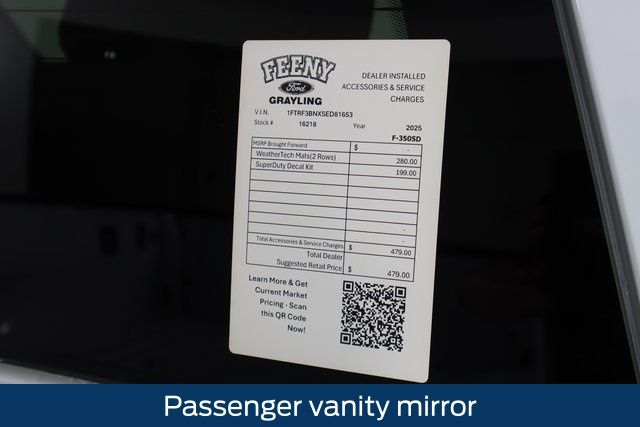 FEENY
Ford
GRAYLING
DEALER INSTALLED
ACCESSORIES & SERVICE
CHARGES
V.I.N. 1FTRF3BNXSED81653
Stock # 16218 Year 2025
F-350SD
MSRP Brought Forward $ -
WeatherTech Mats(2 Rows) 280.00
SuperDuty Decal Kit 199.00
-
-
Total Accessories & Service Charges $ 479.00
Total Dealer
Suggested Retail Price $ 479.00
Learn More & Get
Current Market
Pricing - Scan
this QR Code
Now!
Passenger vanity mirror